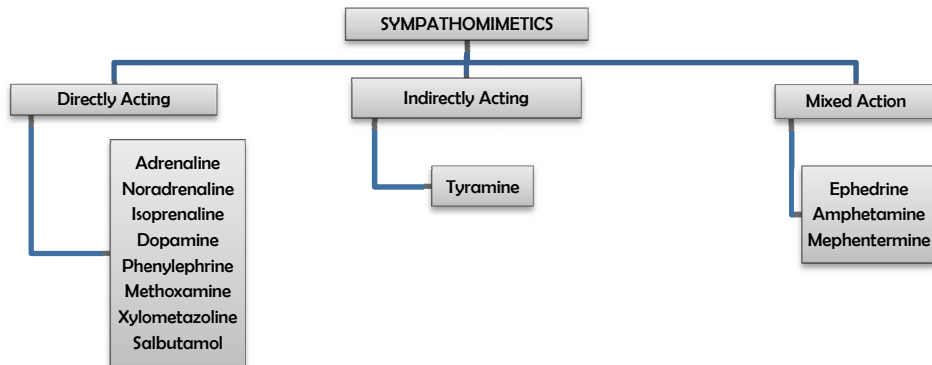 SYMPATHOMIMETICS
Directly Acting
Indirectly Acting
Mixed Action
Adrenaline
Noradrenaline
Isoprenaline
Dopamine
Phenylephrine
Methoxamine
Xylometazoline
Salbutamol
Tyramine
Ephedrine
Amphetamine
Mephentermine